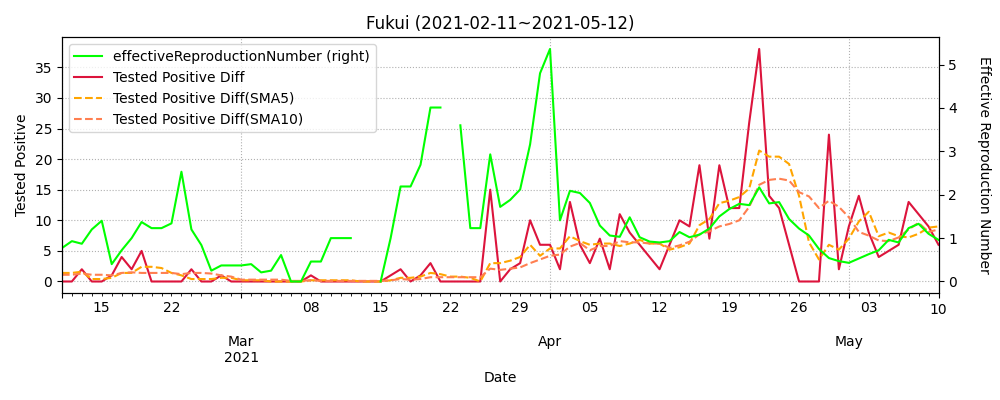 Fukui (2021-02-11~2021-05-12)
effectiveReproductionNumber (right)
Tested Positive Diff
Tested Positive Diff(SMA5)
Tested Positive Diff(SMA10)
Tested Positive
35
30
25
20
15
10
5
0
Effective Reproduction Number
5
4
3
2
1
0
15 22 08 15 22 29 05 12 19 26 03 10
Mar Apr May
2021
Date